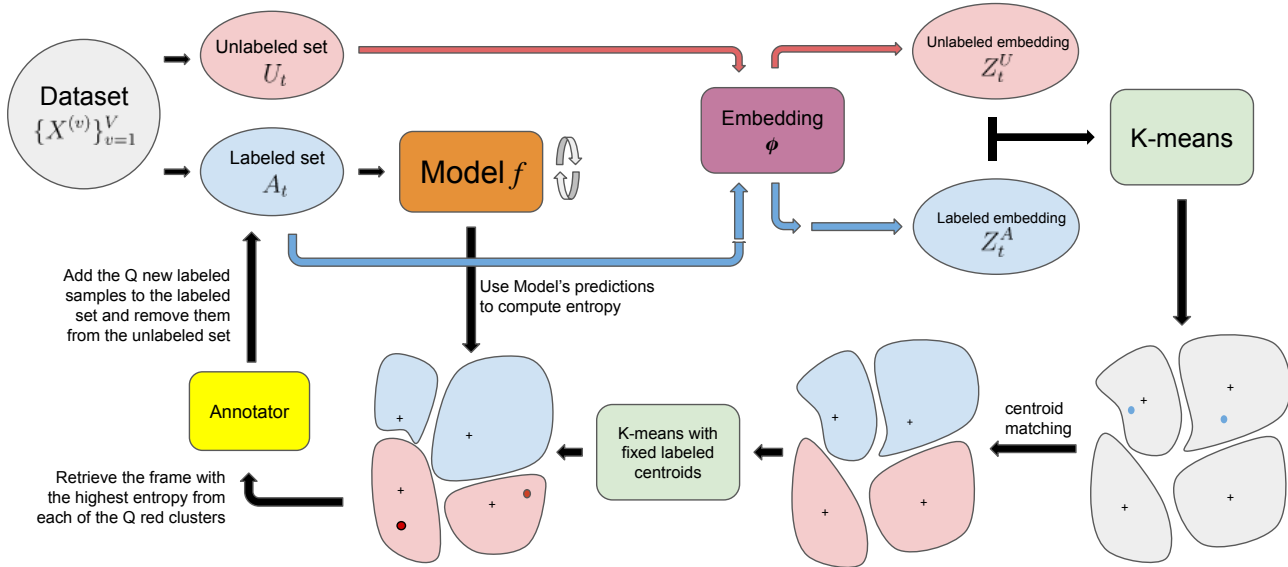 Dataset
{X^(v)}_{v=1}^V
Unlabeled set
U_t
Labeled set
A_t
Model f
Embedding
ϕ
Unlabeled embedding
Z_t^U
Labeled embedding
Z_t^A
K-means
Use Model's predictions
to compute entropy
Add the Q new labeled
samples to the labeled
set and remove them
from the unlabeled set
Annotator
Retrieve the frame with
the highest entropy from
each of the Q red clusters
K-means with
fixed labeled
centroids
centroid
matching